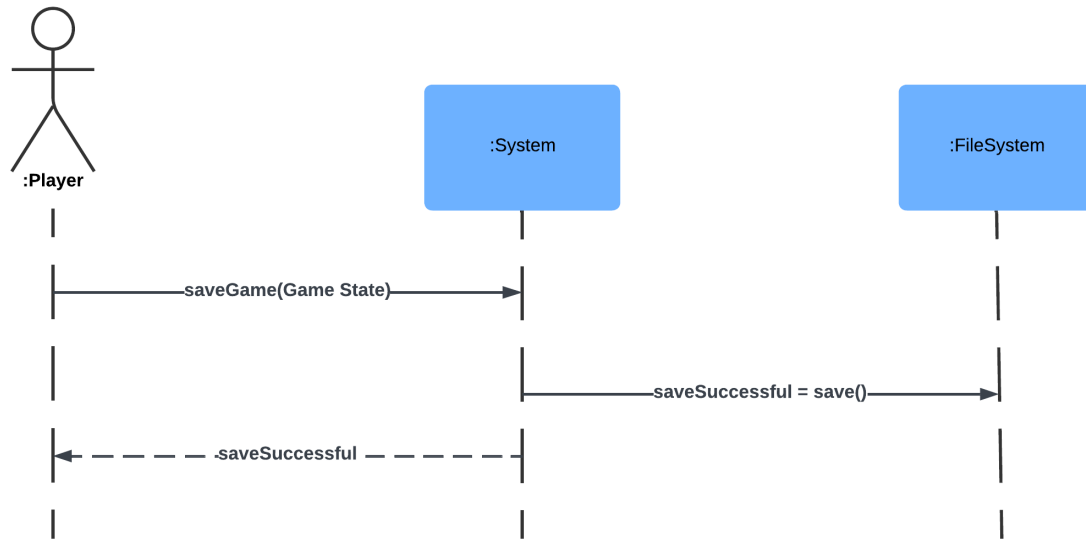 :Player
:System
:FileSystem
saveGame(Game State)
saveSuccessful = save()
saveSuccessful